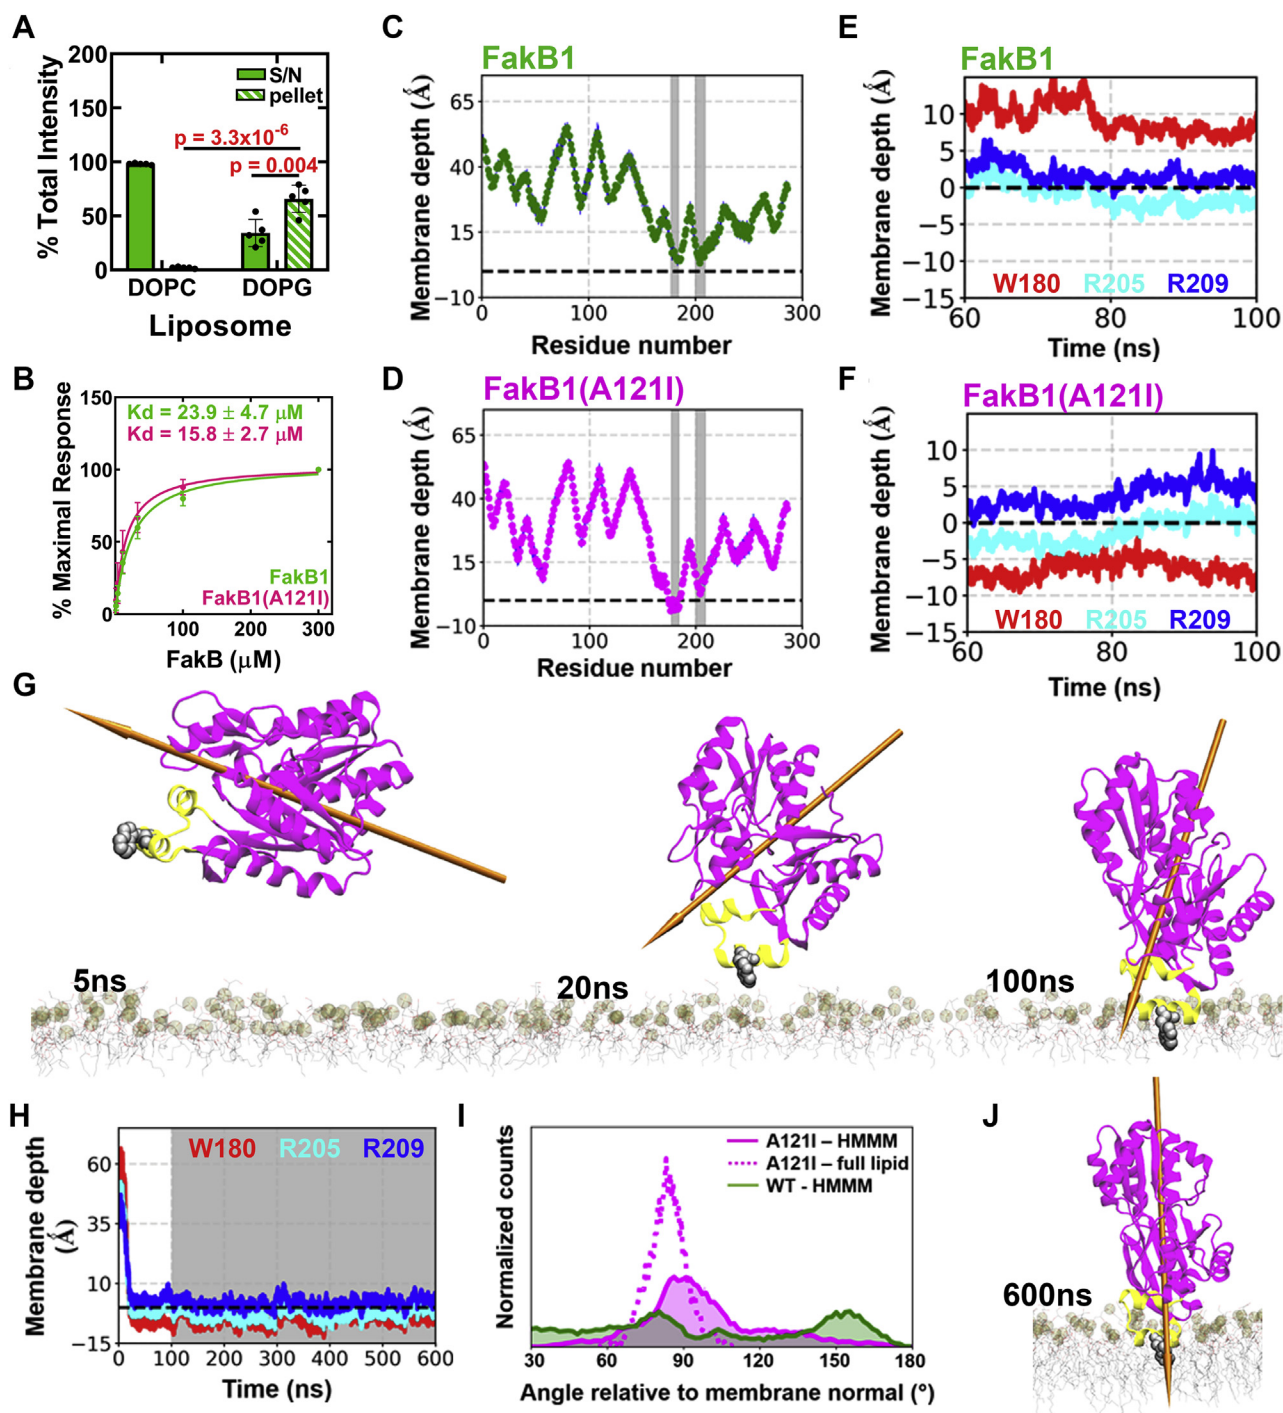 A
200
150
100
50
0
% Total Intensity
S/N
pellet
p = 3.3x10-6
p = 0.004
DOPC
DOPG
Liposome
B
150
100
50
0
% Maximal Response
Kd = 23.9 ± 4.7 μM
Kd = 15.8 ± 2.7 μM
FakB1
FakB1(A121I)
100
200
300
FakB (μM)
C
FakB1
65
40
15
−10
Membrane depth (Å)
0
100
200
300
Residue number
D
FakB1(A121I)
65
40
15
−10
Membrane depth (Å)
0
100
200
300
Residue number
E
FakB1
10
5
0
−5
−10
−15
Membrane depth (Å)
W180 R205 R209
60
80
100
Time (ns)
F
FakB1(A121I)
10
5
0
−5
−10
−15
Membrane depth (Å)
W180 R205 R209
60
80
100
Time (ns)
G
5ns
20ns
100ns
H
60
35
10
−15
Membrane depth
(Å)
W180 R205 R209
0 100 200 300 400 500 600
Time (ns)
I
Normalized counts
A121I – HMMM
A121I – full lipid
WT - HMMM
30 60 90 120 150 180
Angle relative to membrane normal (°)
J
600ns